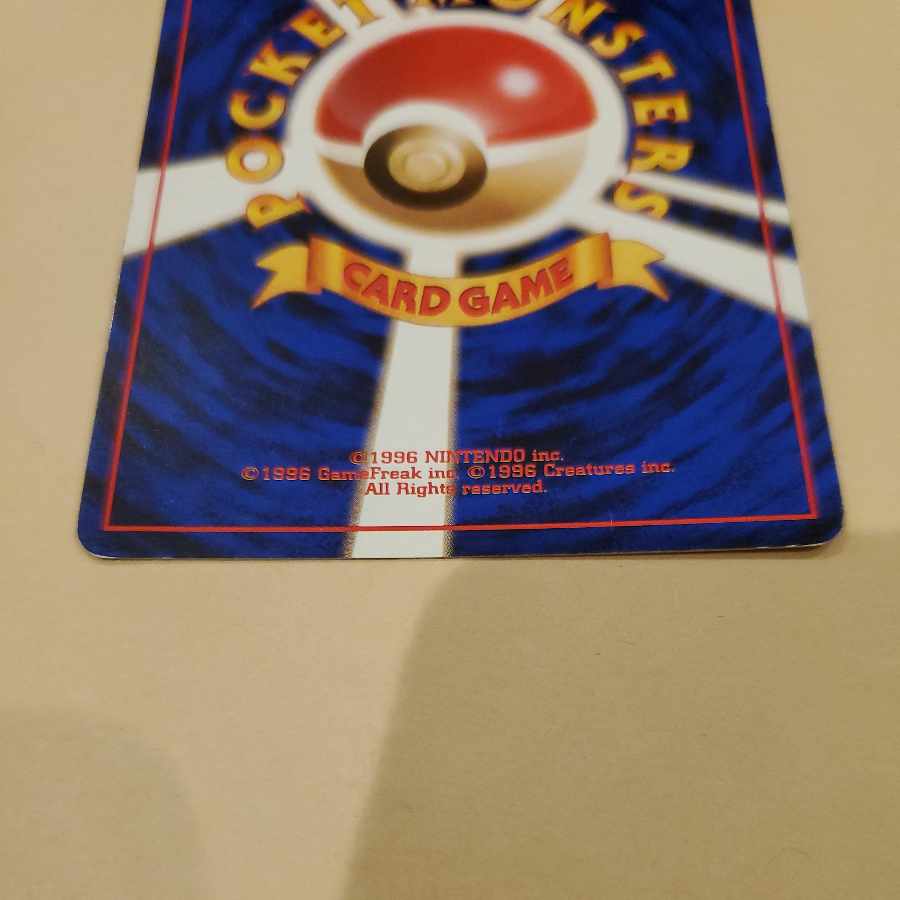 POCKET MONSTERS
CARD GAME
©1996 NINTENDO inc.
©1996 GameFreak inc. ©1996 Creatures inc.
All Rights reserved.